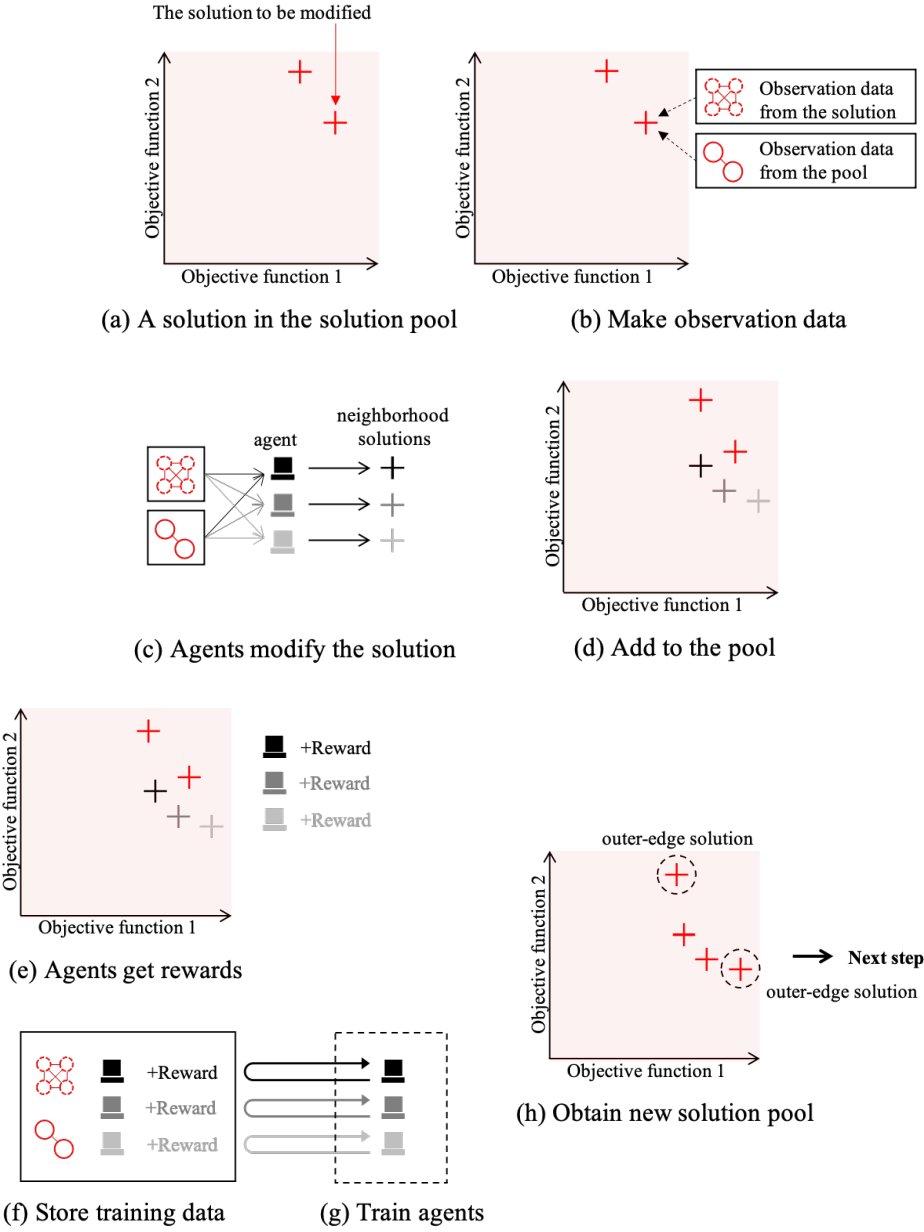 The solution to be modified
Objective function 2
Objective function 1
(a) A solution in the solution pool
Objective function 2
Objective function 1
Observation data
from the solution
Observation data
from the pool
(b) Make observation data
agent
neighborhood
solutions
(c) Agents modify the solution
Objective function 2
Objective function 1
(d) Add to the pool
Objective function 2
Objective function 1
+Reward
+Reward
+Reward
(e) Agents get rewards
+Reward
+Reward
+Reward
(f) Store training data
(g) Train agents
outer-edge solution
Objective function 2
Objective function 1
Next step
outer-edge solution
(h) Obtain new solution pool